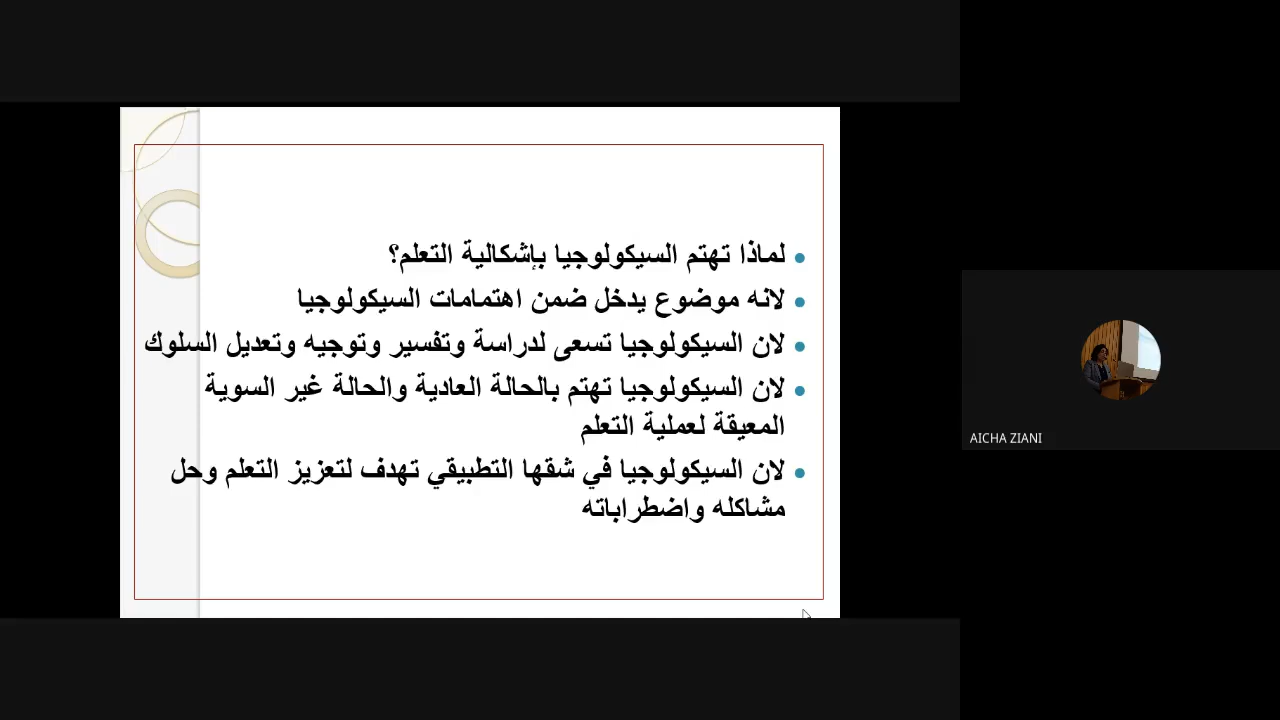 لماذا تهتم السيكولوجيا بإشكالية التعلم؟
لانه موضوع يدخل ضمن اهتمامات السيكولوجيا
لان السيكولوجيا تسعى لدراسة وتفسير وتوجيه وتعديل السلوك
لان السيكولوجيا تهتم بالحالة العادية والحالة غير السوية
المعيقة لعملية التعلم
لان السيكولوجيا في شقها التطبيقي تهدف لتعزيز التعلم وحل
مشاكله واضطراباته
AICHA ZIANI